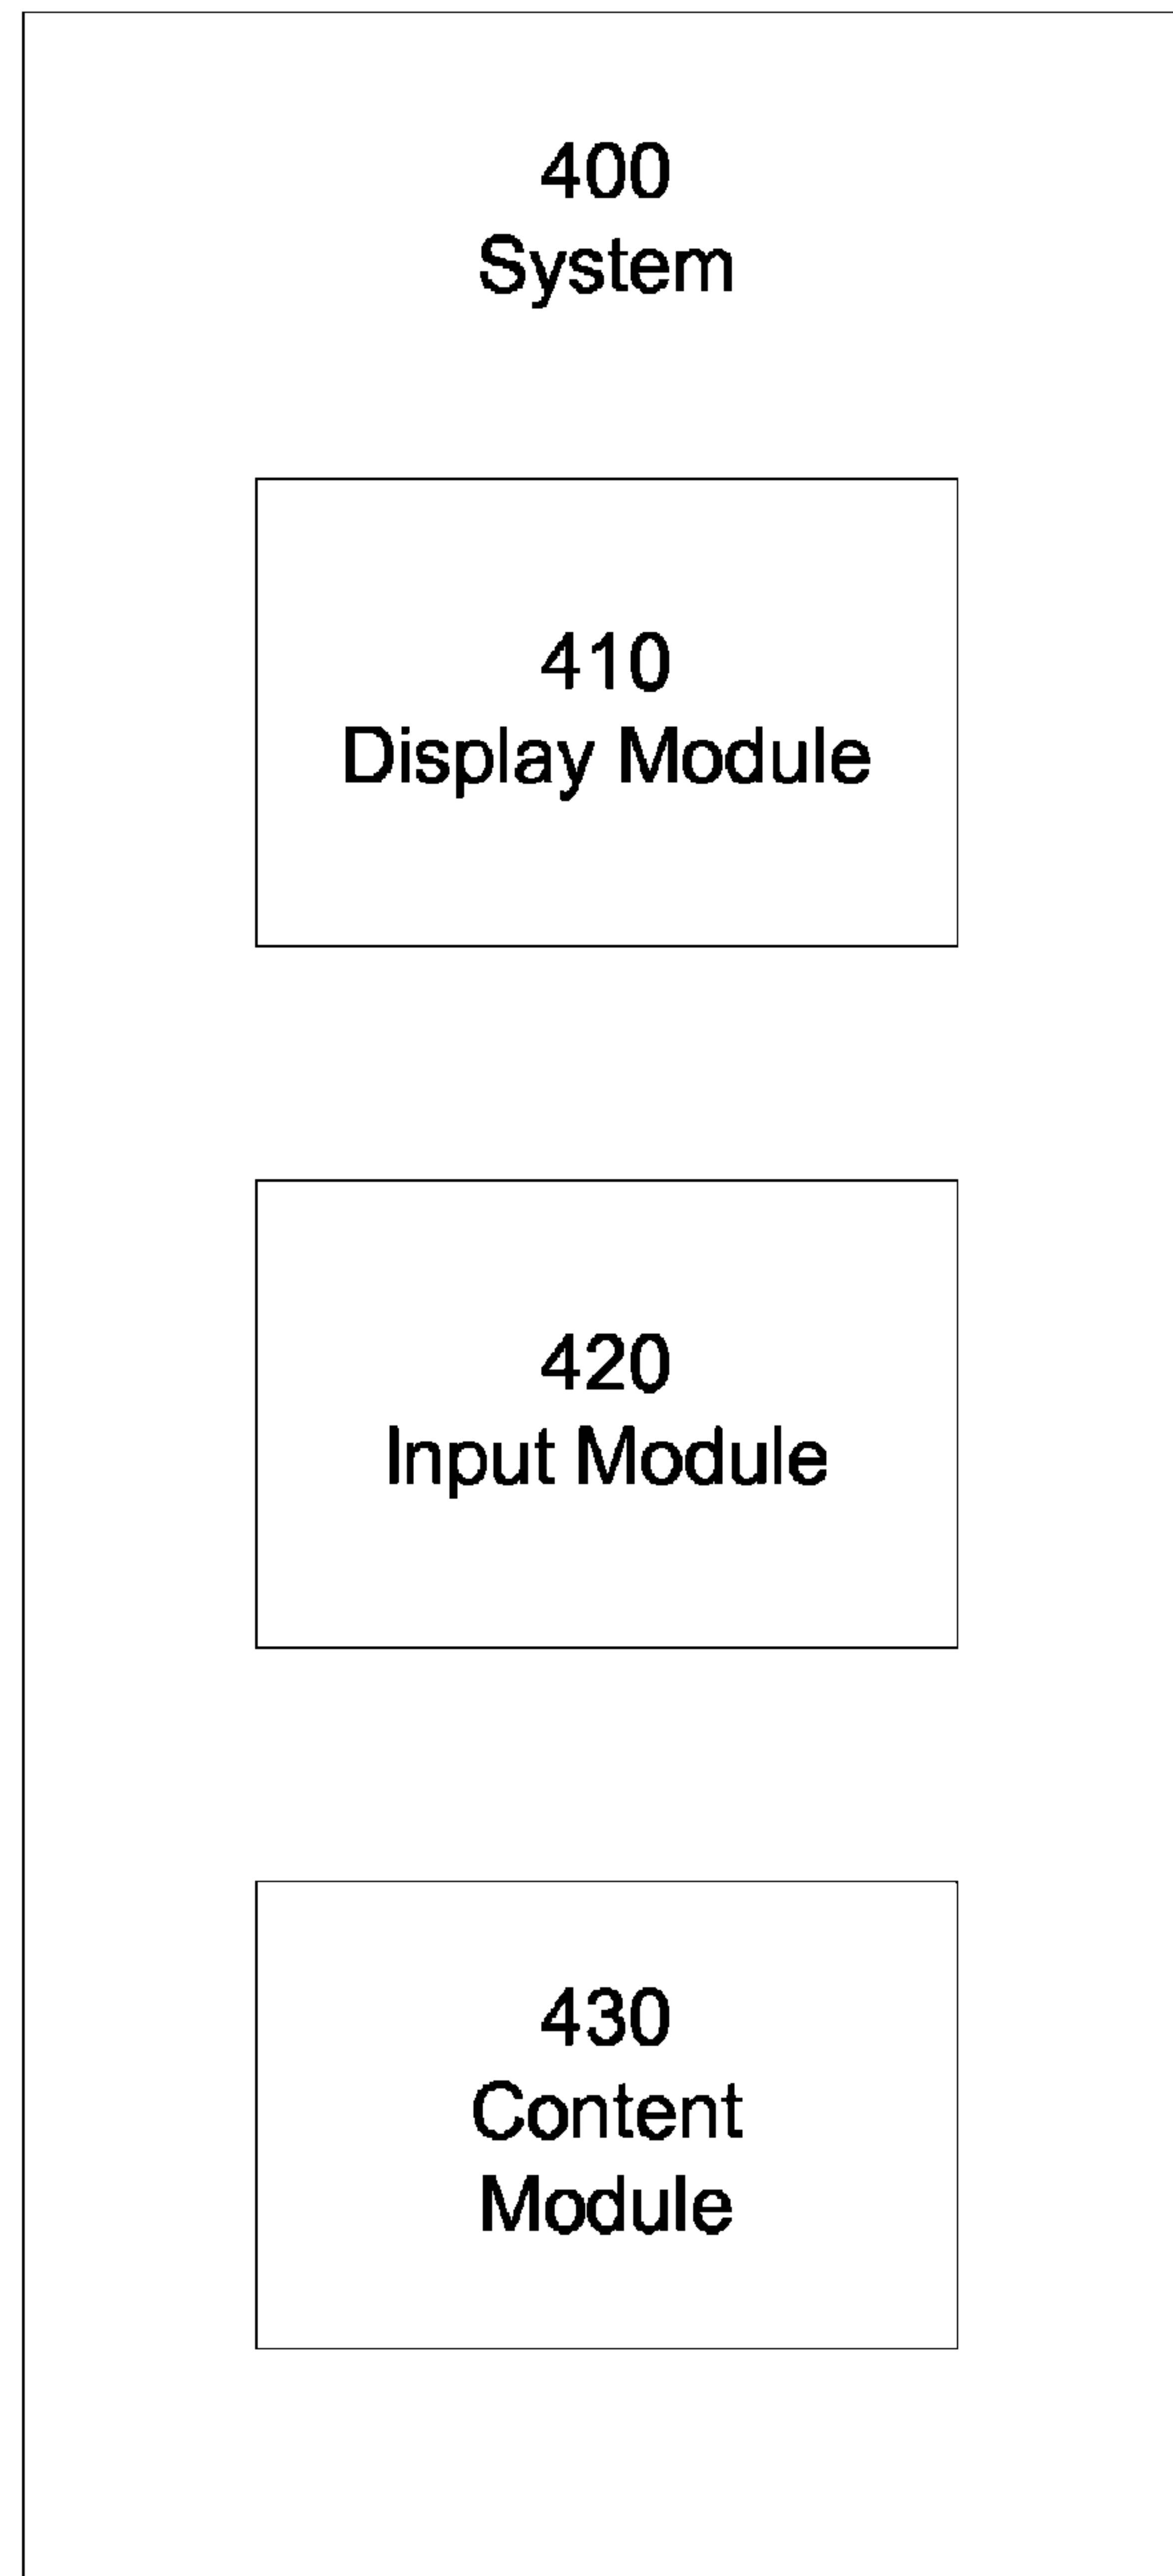 400
System
410
Display Module
420
Input Module
430
Content
Module